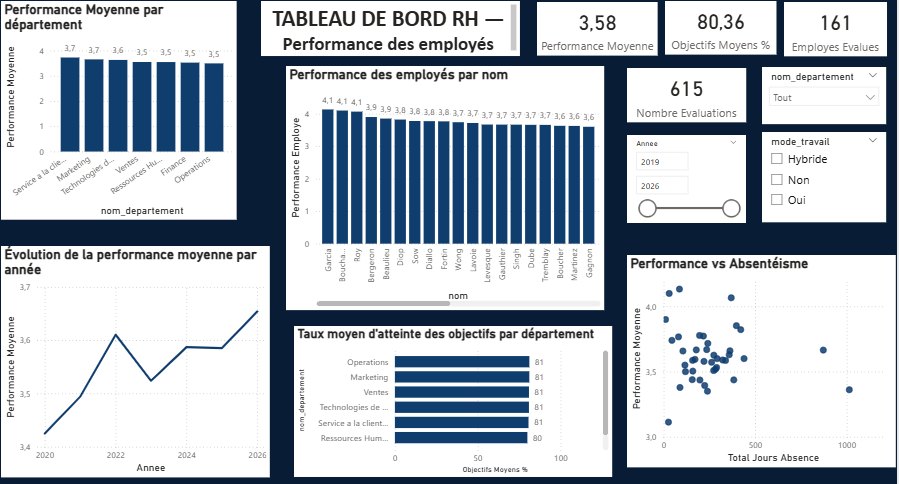 Performance Moyenne par
département
Performance Moyenne
4
3
2
1
0
3,7
3,7
3,6
3,5
3,5
3,5
3,5
Service a la clie...
Marketing
Technologies d...
Ventes
Ressources Hu...
Finance
Operations
nom_departement
TABLEAU DE BORD RH —
Performance des employés
3,58
Performance Moyenne
80,36
Objectifs Moyens %
161
Employes Evalues
Performance des employés par nom
Performance Employe
4
3
2
1
0
4,1
4,1
4,1
3,9
3,9
3,8
3,8
3,8
3,8
3,7
3,7
3,7
3,7
3,7
3,7
3,7
3,6
3,6
3,6
Garcia
Boucha...
Roy
Bergeron
Beaulieu
Diop
Sow
Diallo
Fortin
Wong
Lavoie
Levesque
Gauthier
Singh
Dube
Tremblay
Boucher
Martinez
Gagnon
nom
615
Nombre Evaluations
nom_departement
Tout
Annee
2019
2026
mode_travail
Hybride
Non
Oui
Évolution de la performance moyenne par
année
Performance Moyenne
3,7
3,6
3,5
3,4
2020
2022
2024
2026
Annee
Taux moyen d'atteinte des objectifs par département
nom_departement
Operations
81
Marketing
81
Ventes
81
Technologies de ...
81
Service a la client...
81
Ressources Hum...
80
0
50
100
Objectifs Moyens %
Performance vs Absentéisme
Performance Moyenne
4,0
3,5
3,0
0
500
1000
Total Jours Absence